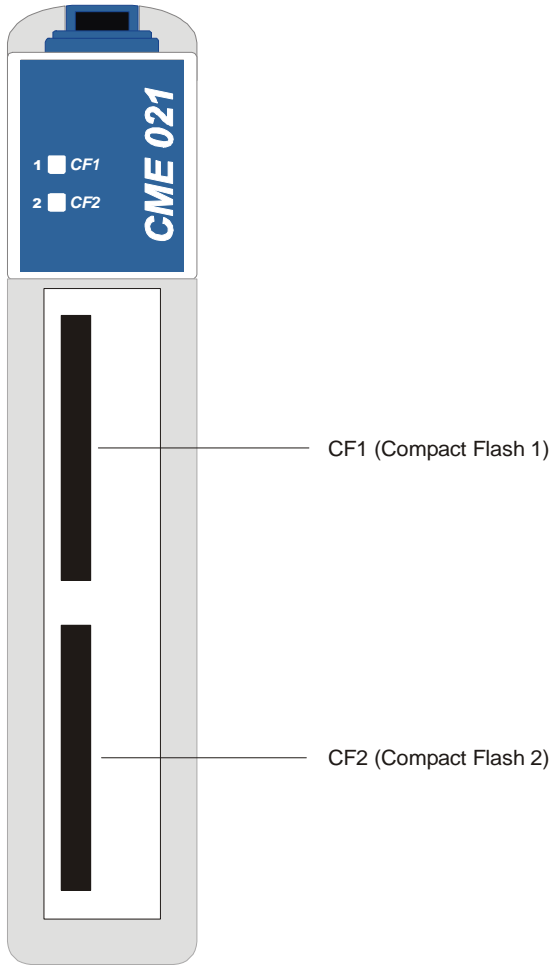 CME 021
1 CF1
2 CF2
CF1 (Compact Flash 1)
CF2 (Compact Flash 2)